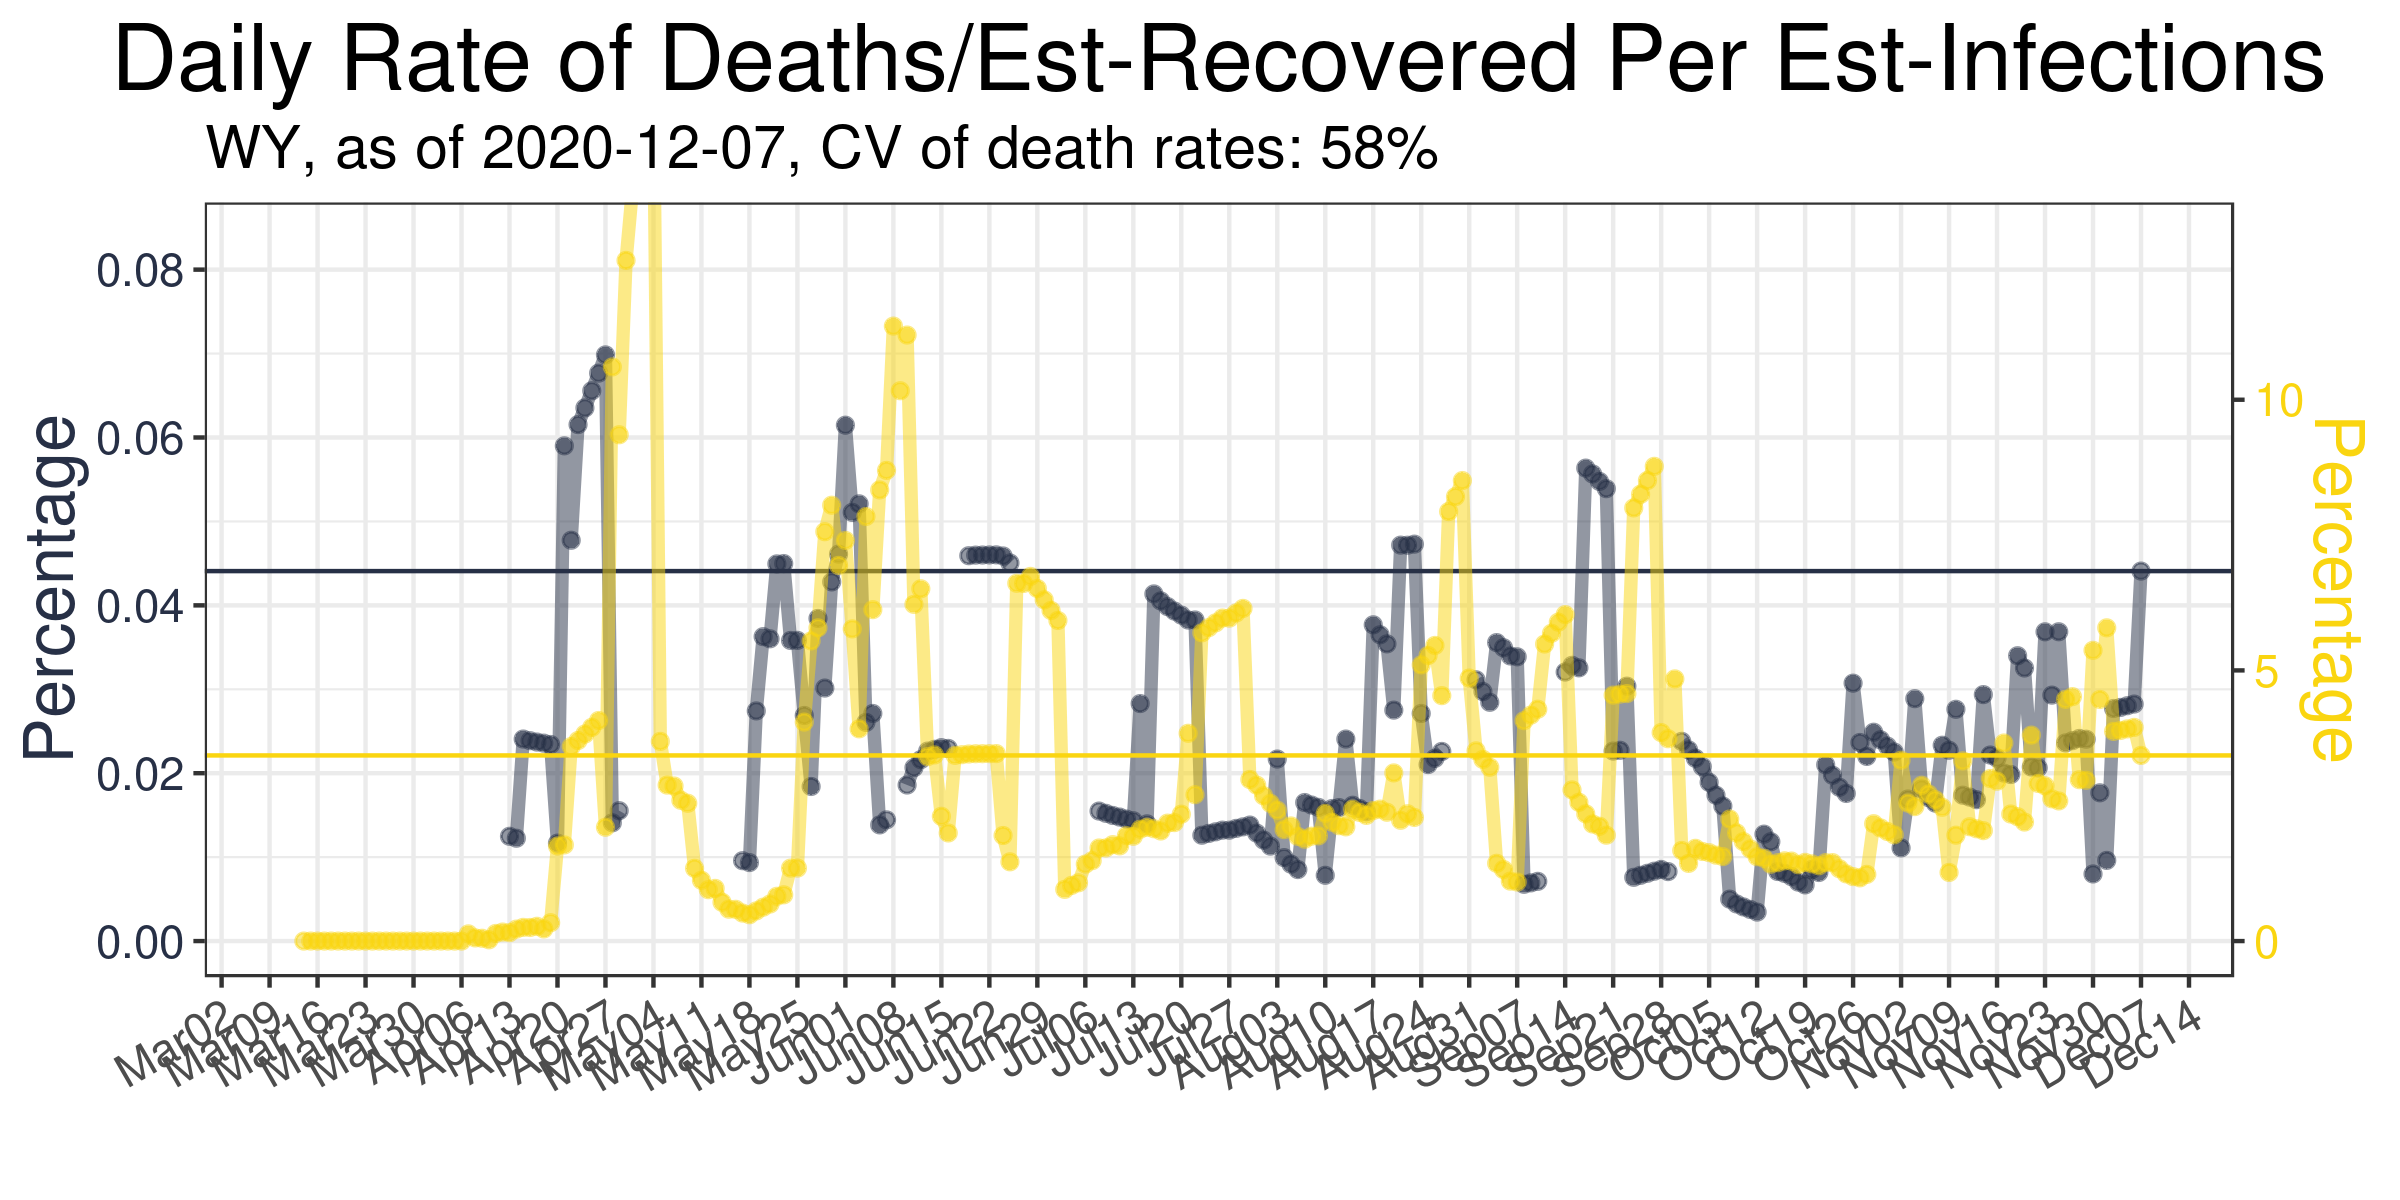 Daily Rate of Deaths/Est-Recovered Per Est-Infections
WY, as of 2020-12-07, CV of death rates: 58%
Percentage
0.08
0.06
0.04
0.02
0.00
10
5
0
Percentage
Mar02
Mar09
Mar16
Mar23
Mar30
Apr06
Apr13
Apr20
Apr27
May04
May11
May18
May25
Jun01
Jun08
Jun15
Jun22
Jun29
Jul06
Jul13
Jul20
Jul27
Aug03
Aug10
Aug17
Aug24
Aug31
Sep07
Sep14
Sep21
Sep28
Oct05
Oct12
Oct19
Oct26
Nov02
Nov09
Nov16
Nov23
Nov30
Dec07
Dec14